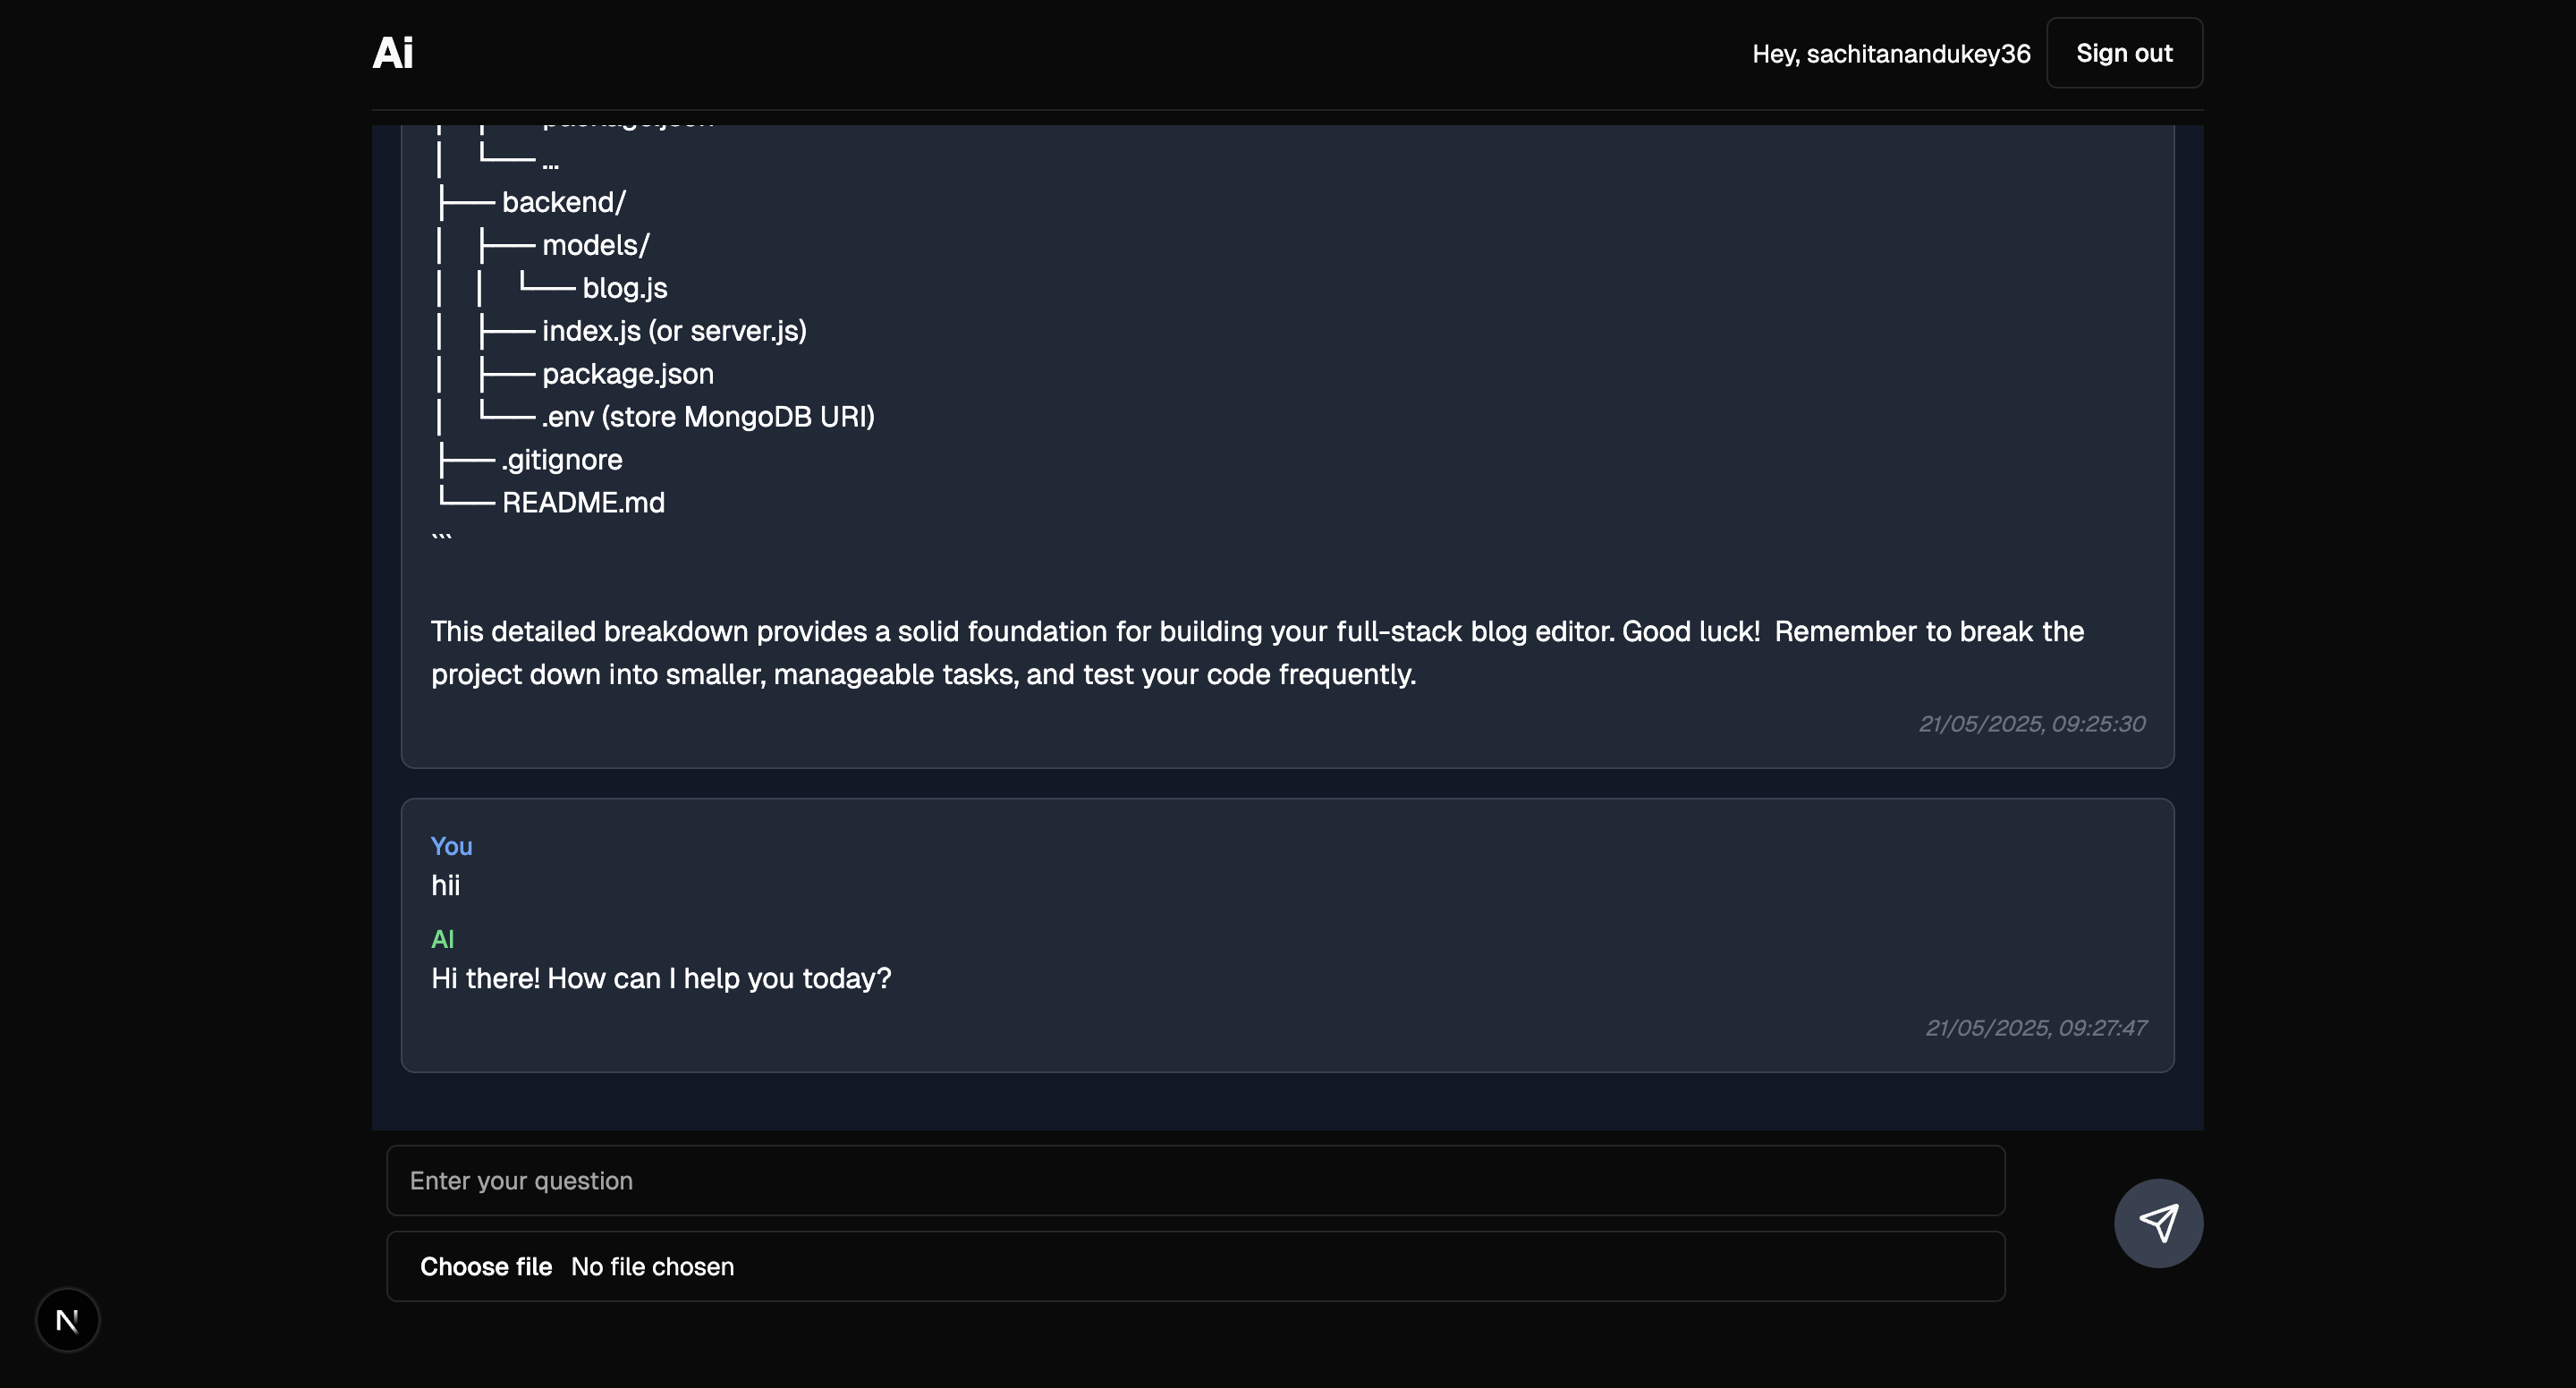 Ai
Hey, sachitanandukey36
Sign out
│ ├── package.json
│ └── ...
├── backend/
│ ├── models/
│ │ └── blog.js
│ ├── index.js (or server.js)
│ ├── package.json
│ └── .env (store MongoDB URI)
├── .gitignore
└── README.md
```
This detailed breakdown provides a solid foundation for building your full-stack blog editor. Good luck!  Remember to break the
project down into smaller, manageable tasks, and test your code frequently.
21/05/2025, 09:25:30
You
hii
AI
Hi there! How can I help you today?
21/05/2025, 09:27:47
Enter your question
Choose file No file chosen
N